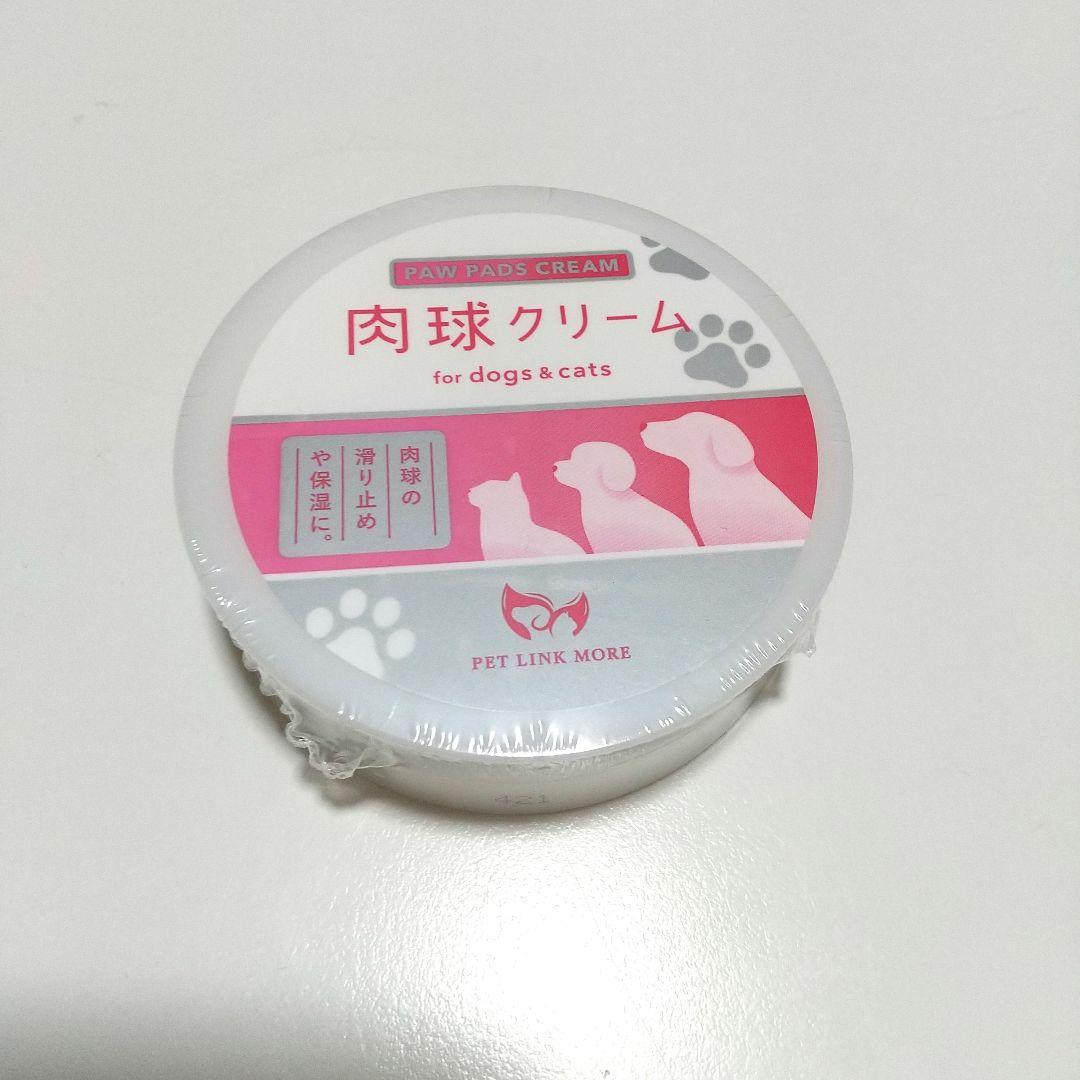 PAW PADS CREAM
肉球クリーム
for dogs & cats
肉球の
滑り止め
や保湿に。
PET LINK MORE
421